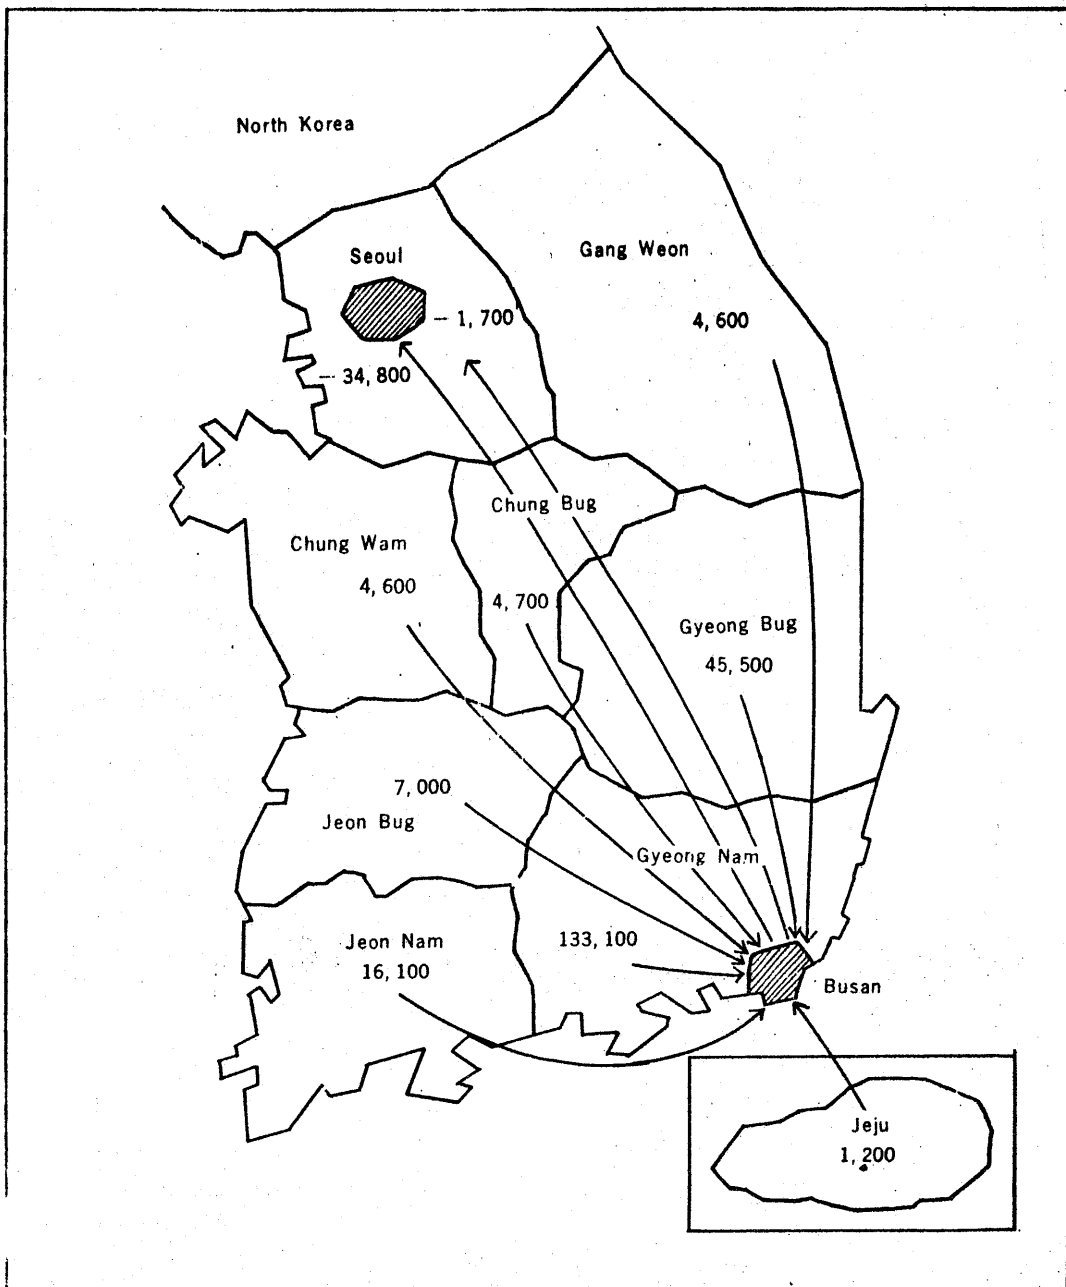 North Korea
Seoul
Gang Weon
— 1, 700
4, 600
— 34, 800
Chung Bug
Chung Wam
4, 600
4, 700
Gyeong Bug
45, 500
7, 000
Jeon Bug
Gyeong Nam
133, 100
Jeon Nam
16, 100
Busan
Jeju
1, 200